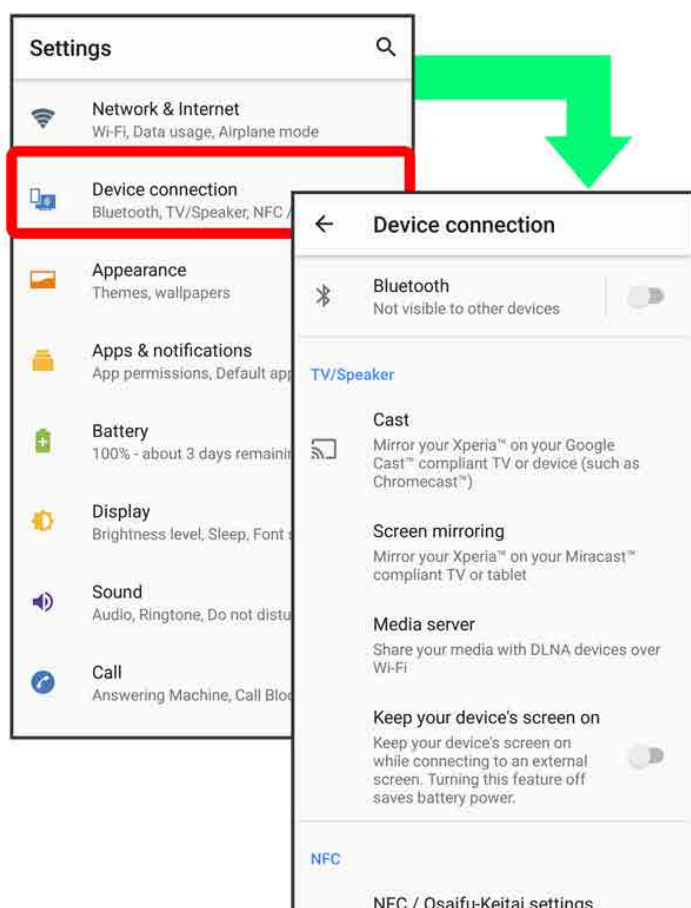 Settings
Network & Internet
Wi-Fi, Data usage, Airplane mode
Device connection
Bluetooth, TV/Speaker, NFC /
Appearance
Themes, wallpapers
Apps & notifications
App permissions, Default app
Battery
100% - about 3 days remainin
Display
Brightness level, Sleep, Font
Sound
Audio, Ringtone, Do not distu
Call
Answering Machine, Call Bloc
Device connection
Bluetooth
Not visible to other devices
TV/Speaker
Cast
Mirror your Xperia™ on your Google
Cast™ compliant TV or device (such as
Chromecast™)
Screen mirroring
Mirror your Xperia™ on your Miracast™
compliant TV or tablet
Media server
Share your media with DLNA devices over
Wi-Fi
Keep your device's screen on
Keep your device's screen on
while connecting to an external
screen. Turning this feature off
saves battery power.
NFC
NFC / Osaifu-Keitai settings